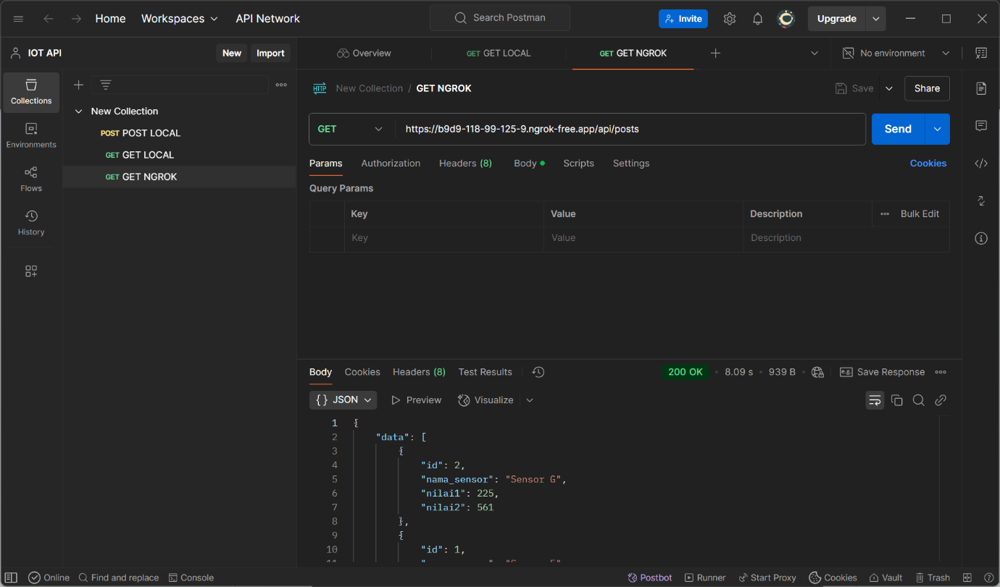 Home Workspaces API Network Search Postman Invite Upgrade
IOT API New Import Overview GET GET LOCAL GET GET NGROK No environment
Collections
Environments
Flows
History
New Collection
POST POST LOCAL
GET GET LOCAL
GET GET NGROK
HTTP New Collection / GET NGROK Save Share
GET https://b9d9-118-99-125-9.ngrok-free.app/api/posts Send
Params Authorization Headers (8) Body Scripts Settings Cookies
Query Params
Key Value Description Bulk Edit
Key Value Description
Body Cookies Headers (8) Test Results 200 OK 8.09 s 939 B e.g. Save Response
{} JSON Preview Visualize
1 {
2 "data": [
3 {
4 "id": 2,
5 "nama_sensor": "Sensor G",
6 "nilai1": 225,
7 "nilai2": 561
8 },
9 {
10 "id": 1,
Online Find and replace Console Postbot Runner Start Proxy Cookies Vault Trash